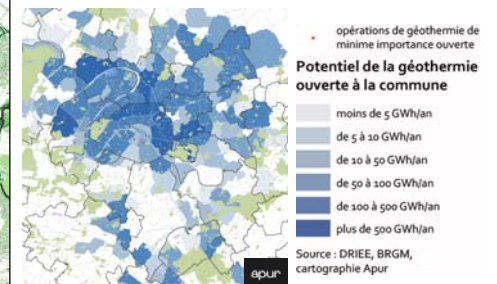 opérations de géothermie de
minime importance ouverte
Potentiel de la géothermie
ouverte à la commune
moins de 5 GWh/an
de 5 à 10 GWh/an
de 10 à 50 GWh/an
de 50 à 100 GWh/an
de 100 à 500 GWh/an
plus de 500 GWh/an
Source : DRIEE, BRGM,
cartographie Apur
apur